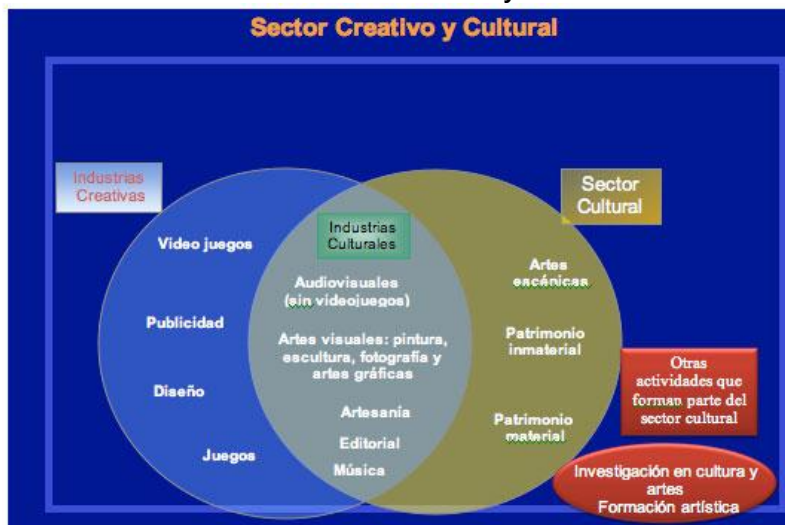 Sector Creativo y Cultural
Industrias
Creativas
Sector
Cultural
Industrias
Culturales
Video juegos
Publicidad
Diseño
Juegos
Audiovisuales
(sin videojuegos)
Artes visuales: pintura,
escultura, fotografía y
artes gráficas
Artesanía
Editorial
Música
Artes
escánicas
Patrimonio
inmaterial
Patrimonio
material
Otras
actividades que
forman parte del
sector cultural
Investigación en cultura y
artes
Formación artística